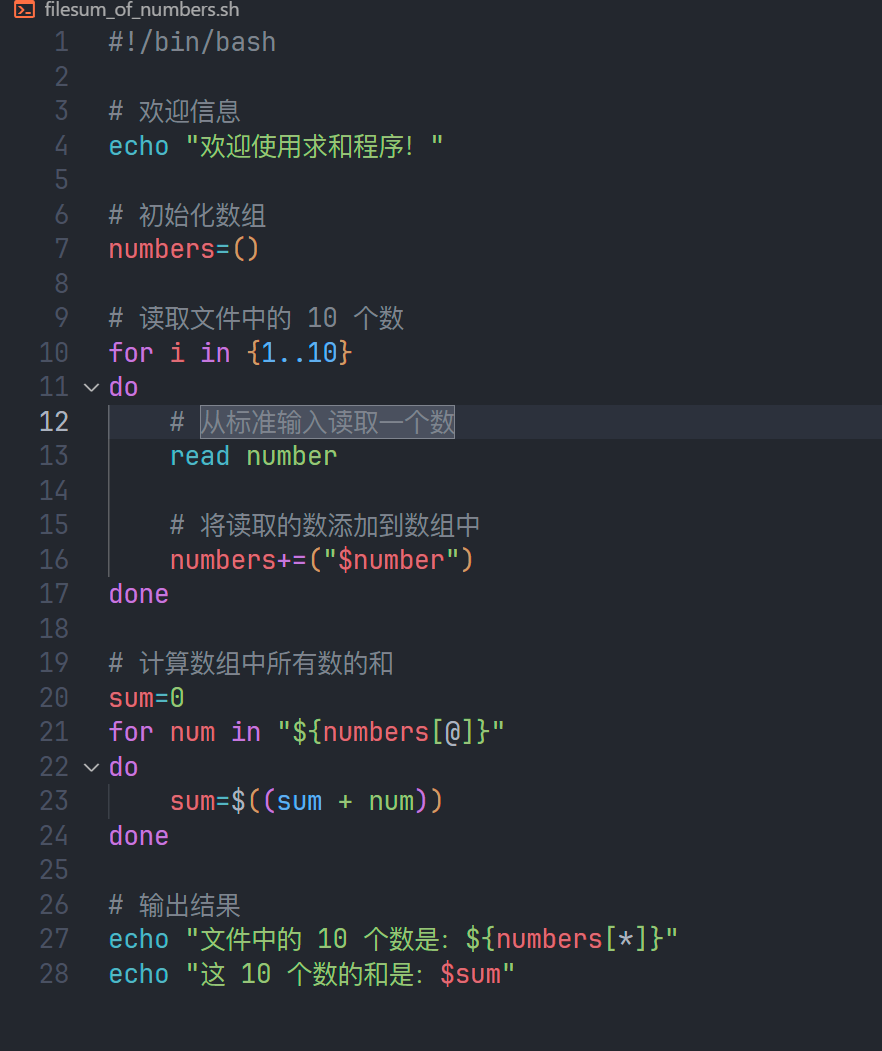 filesum_of_numbers.sh
1 #!/bin/bash
2
3 # 欢迎信息
4 echo "欢迎使用求和程序！"
5
6 # 初始化数组
7 numbers=()
8
9 # 读取文件中的 10 个数
10 for i in {1..10}
11 do
12 # 从标准输入读取一个数
13 read number
14
15 # 将读取的数添加到数组中
16 numbers+=("$number")
17 done
18
19 # 计算数组中所有数的和
20 sum=0
21 for num in "${numbers[@]}"
22 do
23 sum=$((sum + num))
24 done
25
26 # 输出结果
27 echo "文件中的 10 个数是：${numbers[*]}"
28 echo "这 10 个数的和是：$sum"